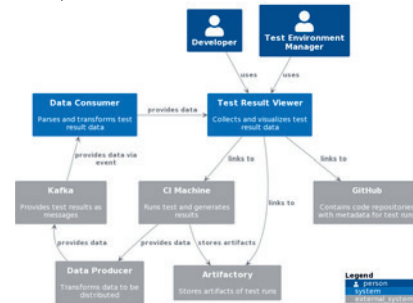 Developer
Test Environment
Manager
uses
uses
Data Consumer
Parses and transforms test
result data
provides data
Test Result Viewer
Collects and visualizes test
result data
provides data via
event
links to
links to
links to
Kafka
Provides test results as
messages
CI Machine
Runs test and generates
results
GitHub
Contains code repositories
with metadata for test runs
provides data
provides data
stores artifacts
Data Producer
Transforms data to be
distributed
Artifactory
Stores artifacts of test runs
Legend
person
system
external_system